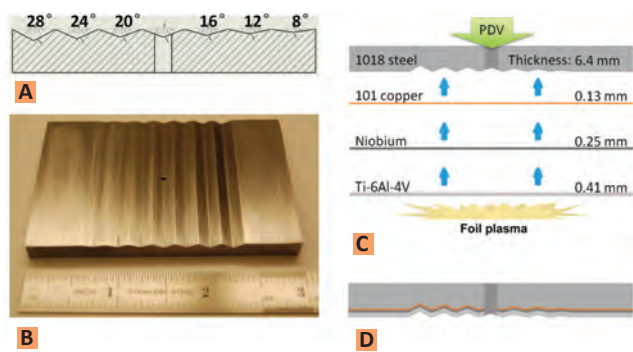 28° 24° 20° 16° 12° 8°
A
B
1 2 3
PDV
1018 steel Thickness: 6.4 mm
101 copper 0.13 mm
Niobium 0.25 mm
Ti-6Al-4V 0.41 mm
Foil plasma
C
D